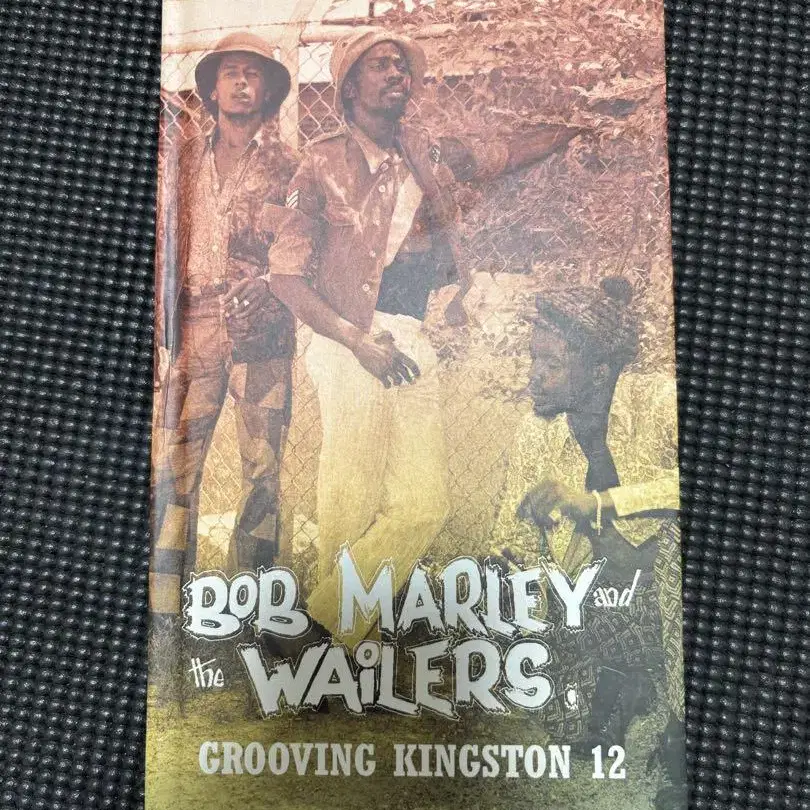 BOB MARLEY and
the WAiLERS
GROOVING KINGSTON 12